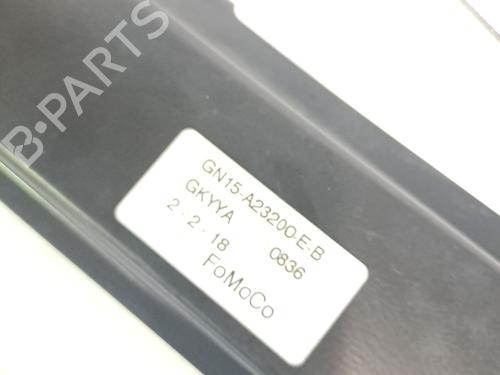 B-PARTS
GN15-A23200-E-B
GKYYA 0836
2-2-18
FoMoCo